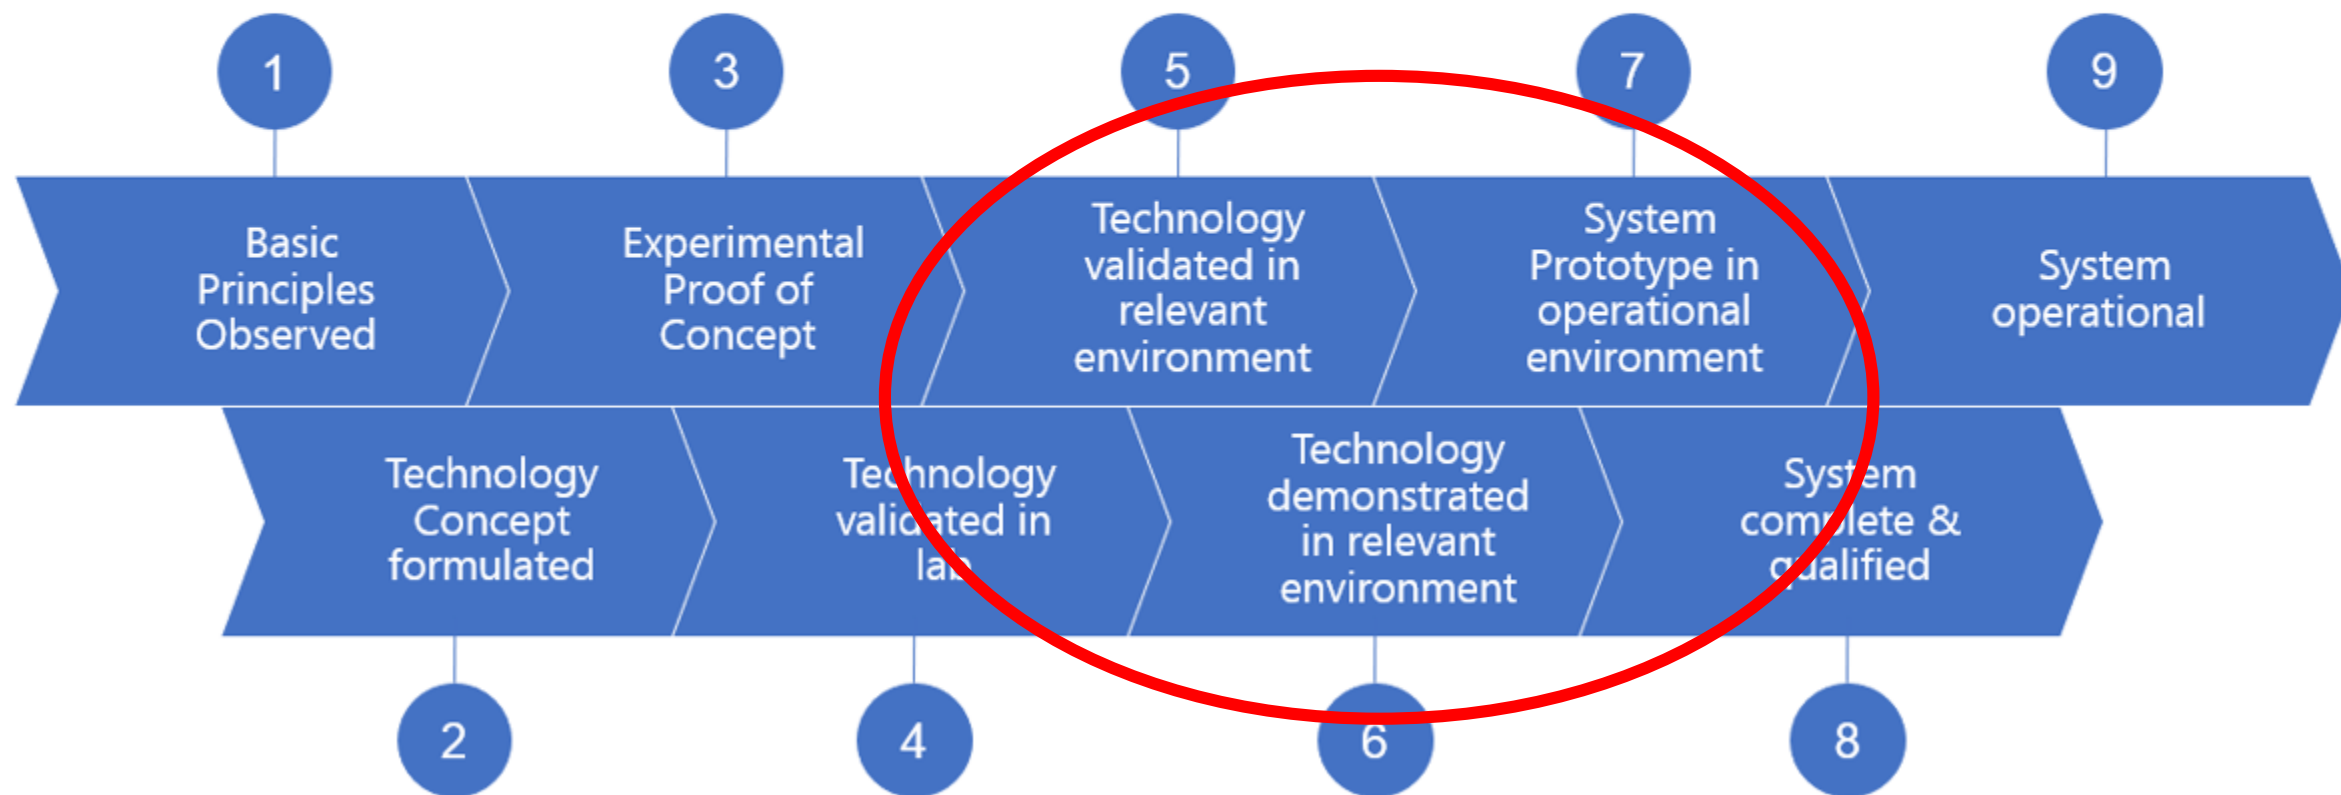 1
3
5
7
9
Basic
Principles
Observed
Experimental
Proof of
Concept
Technology
validated in
relevant
environment
System
Prototype in
operational
environment
System
operational
Technology
Concept
formulated
Technology
validated in
lab
Technology
demonstrated
in relevant
environment
System
complete &
qualified
2
4
6
8